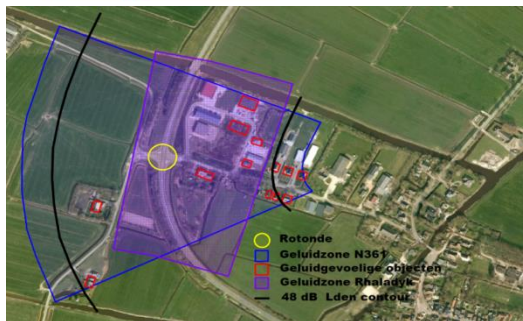 Rotonde
Geluidzone N361
Geluidgevoelige objecten
Geluidzone Rhaladyk
48 dB Lden contour